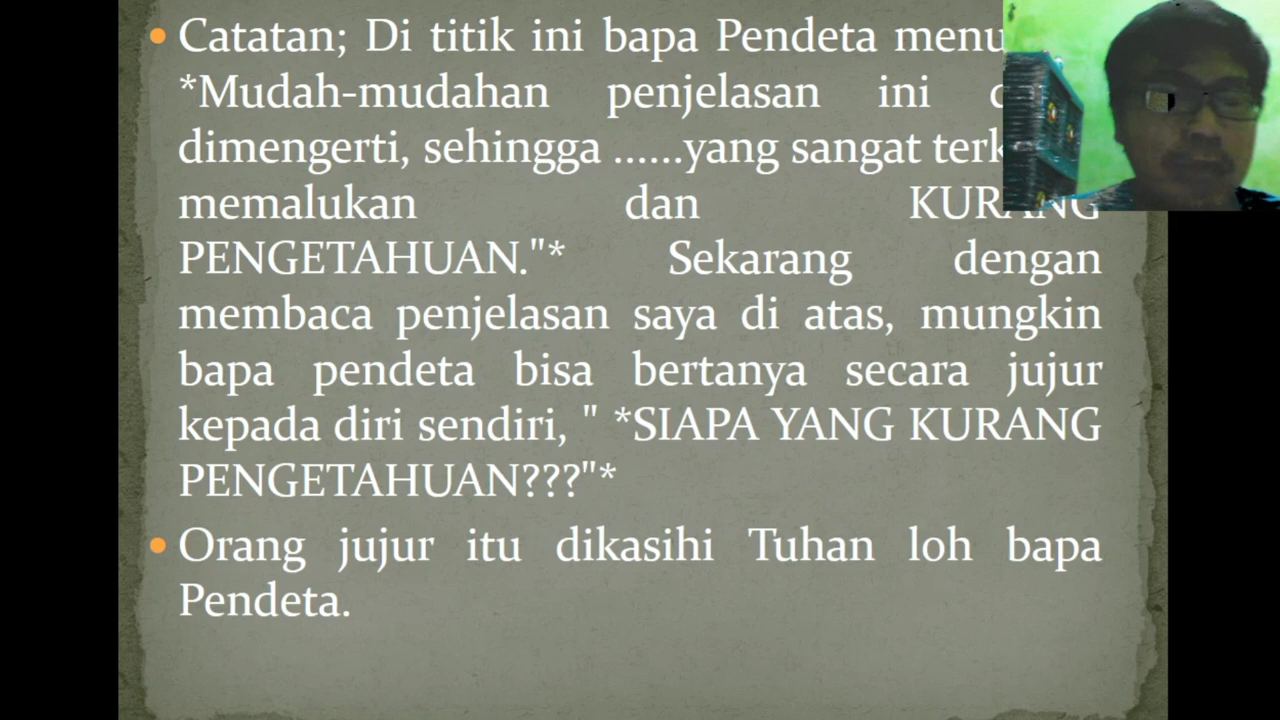 Catatan; Di titik ini bapa Pendeta
*Mudah-mudahan penjelasan ini
dimengerti, sehingga ......yang sangat
memalukan dan KURANG
PENGETAHUAN."* Sekarang dengan
membaca penjelasan saya di atas, mungkin
bapa pendeta bisa bertanya secara jujur
kepada diri sendiri, " *SIAPA YANG KURANG
PENGETAHUAN???"*
Orang jujur itu dikasihi Tuhan loh bapa
Pendeta.